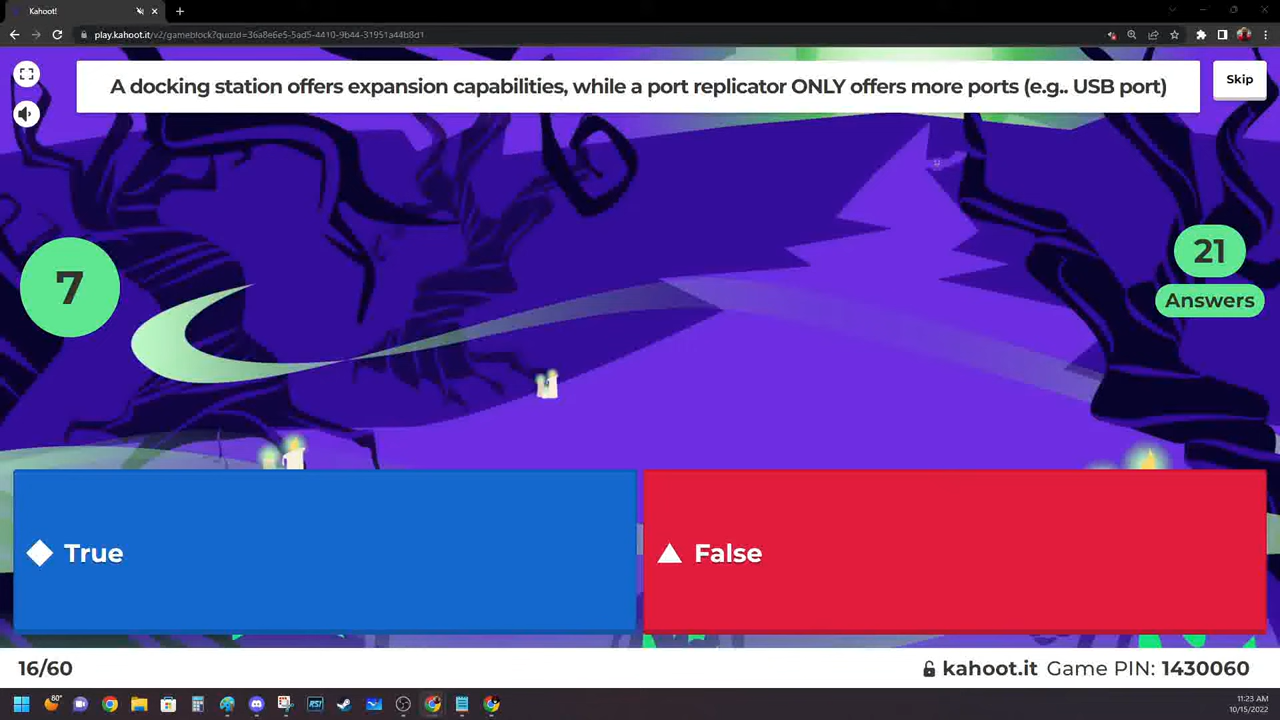 Kahoot!
play.kahoot.it/v2/gameblock?quizId=36a8e6e5-5ad5-4410-9b44-31951a44b8d1
A docking station offers expansion capabilities, while a port replicator ONLY offers more ports (e.g.. USB port)
Skip
7
21
Answers
True
False
16/60
kahoot.it Game PIN: 1430060
80°
RSI
11:23 AM
10/15/2022